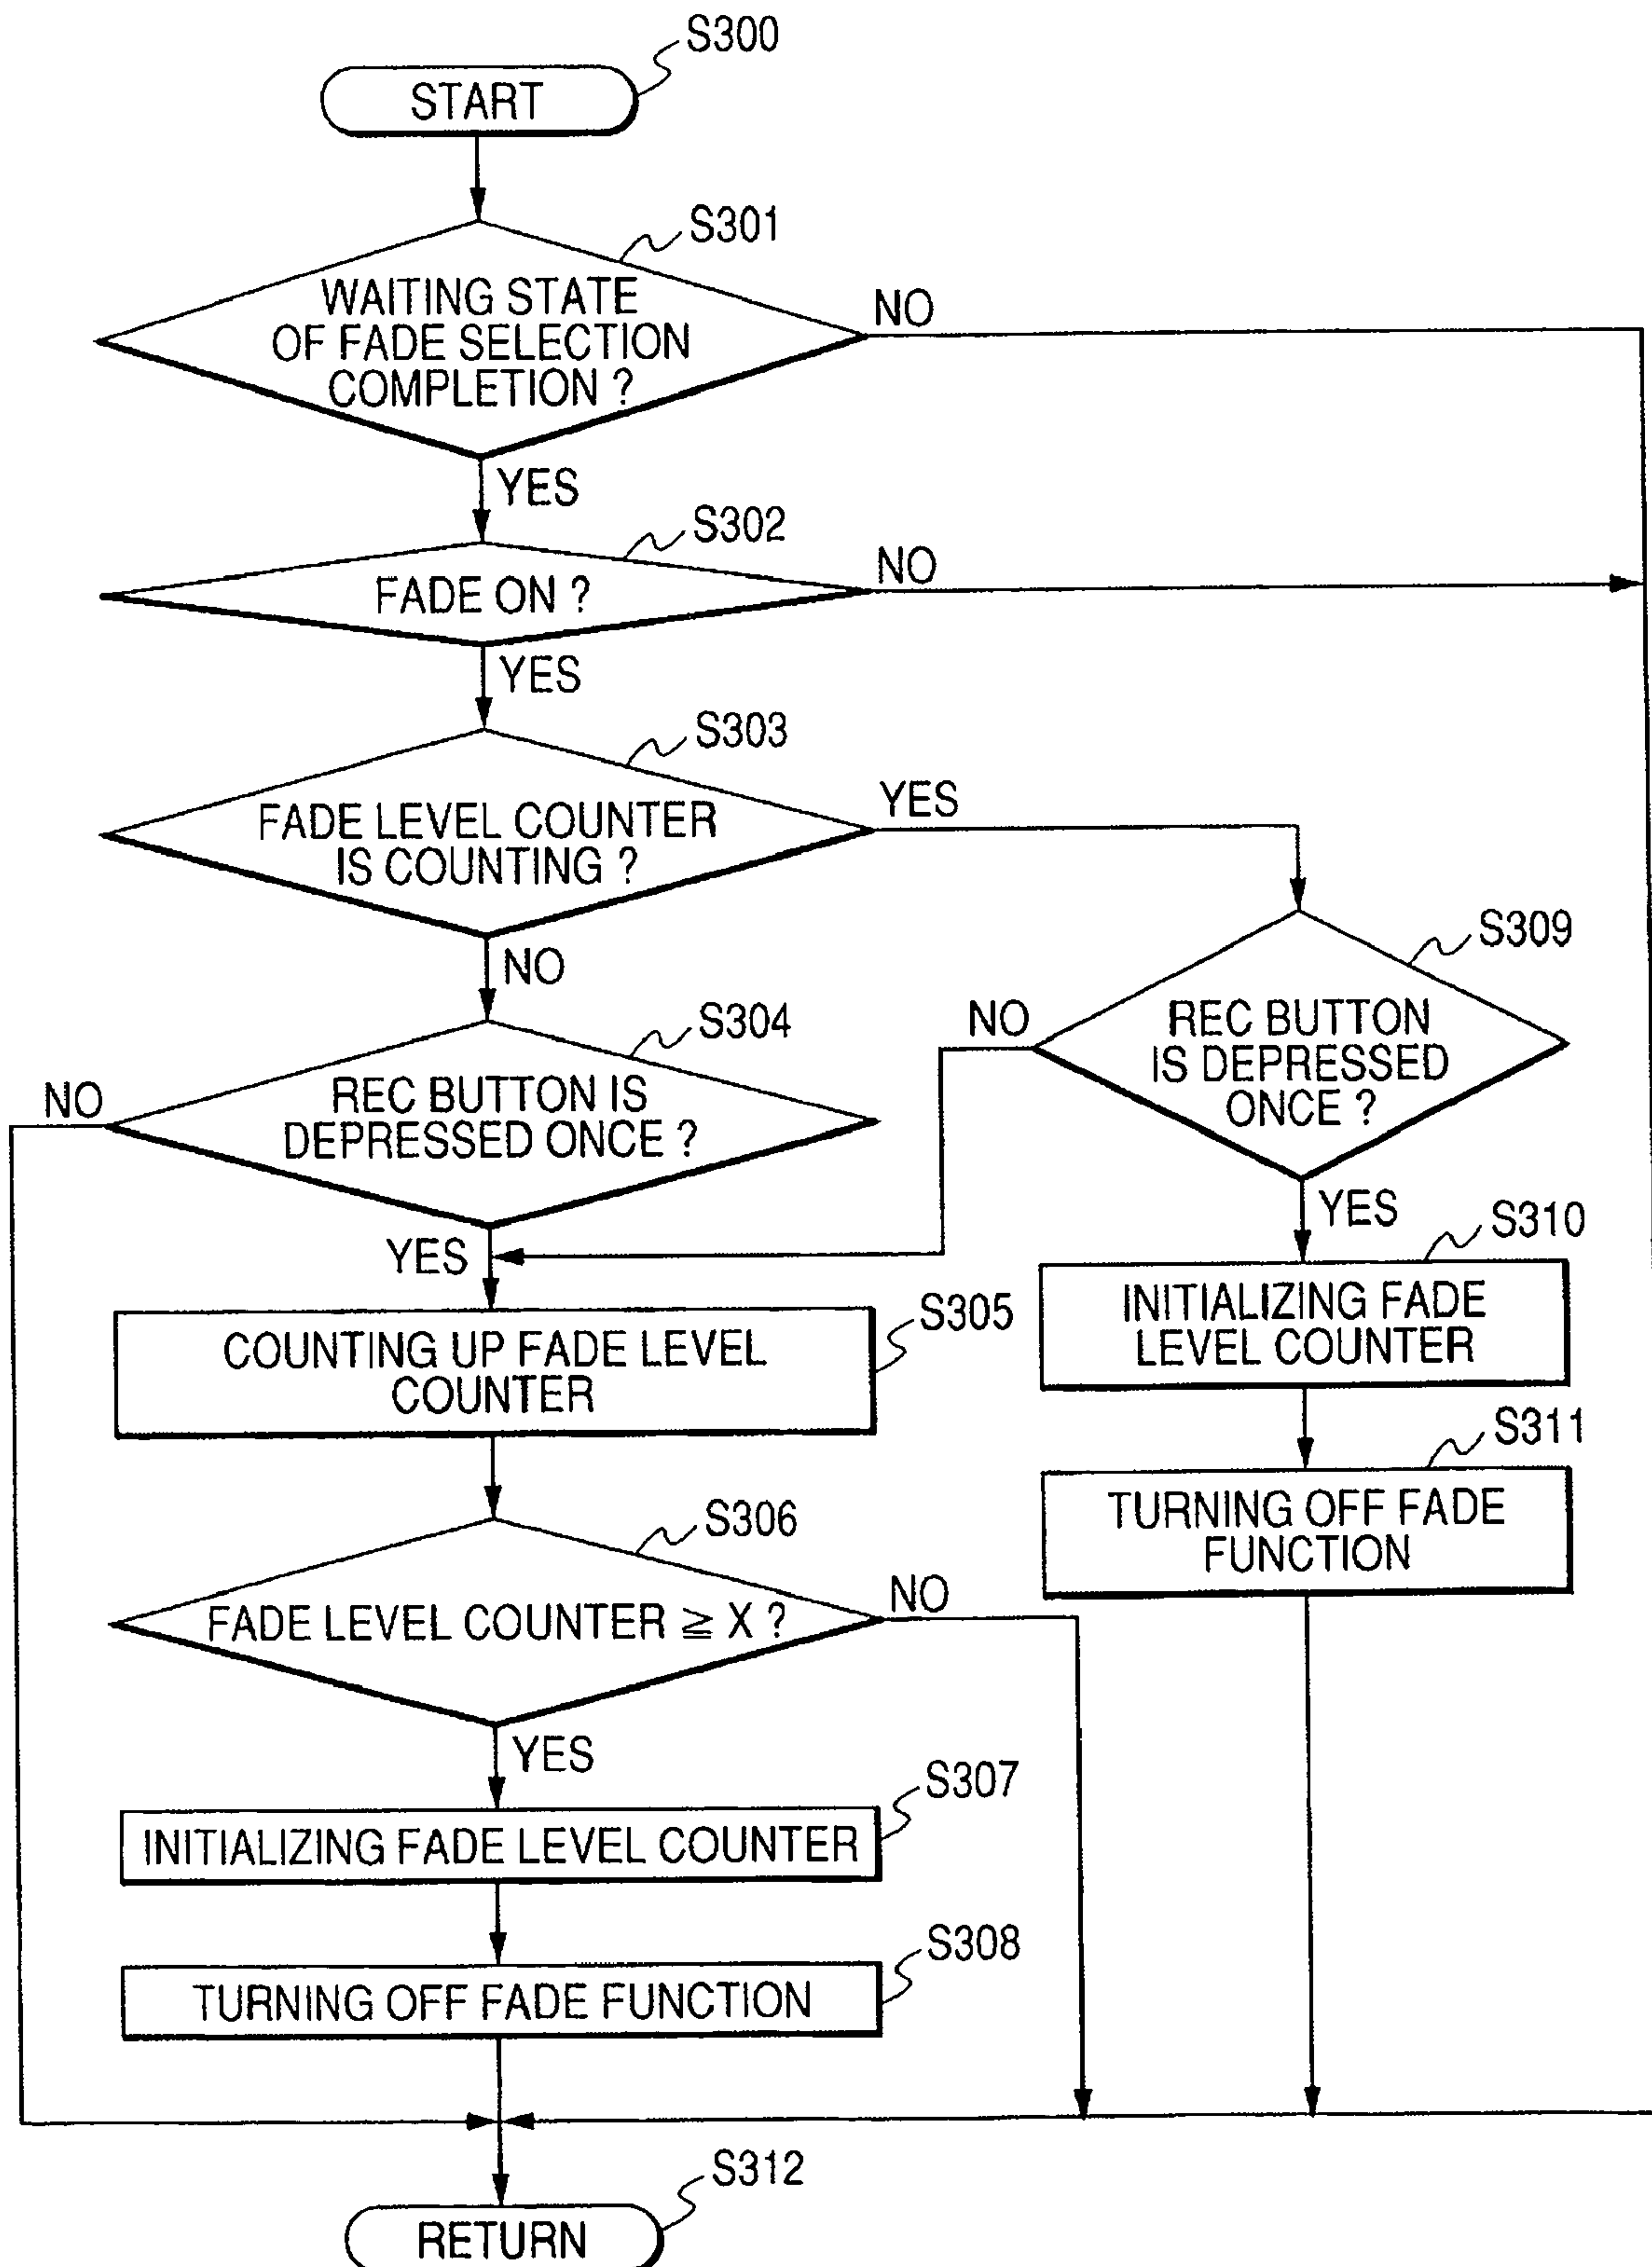 S300
START
S301
WAITING STATE
OF FADE SELECTION
COMPLETION ?
NO
YES
S302
FADE ON ?
NO
YES
S303
FADE LEVEL COUNTER
IS COUNTING ?
YES
NO
S309
REC BUTTON
IS DEPRESSED
ONCE ?
NO
YES
S304
REC BUTTON IS
DEPRESSED ONCE ?
NO
YES
S310
INITIALIZING FADE
LEVEL COUNTER
S305
COUNTING UP FADE LEVEL
COUNTER
S311
TURNING OFF FADE
FUNCTION
S306
FADE LEVEL COUNTER ≧ X ?
NO
YES
S307
INITIALIZING FADE LEVEL COUNTER
S308
TURNING OFF FADE FUNCTION
S312
RETURN